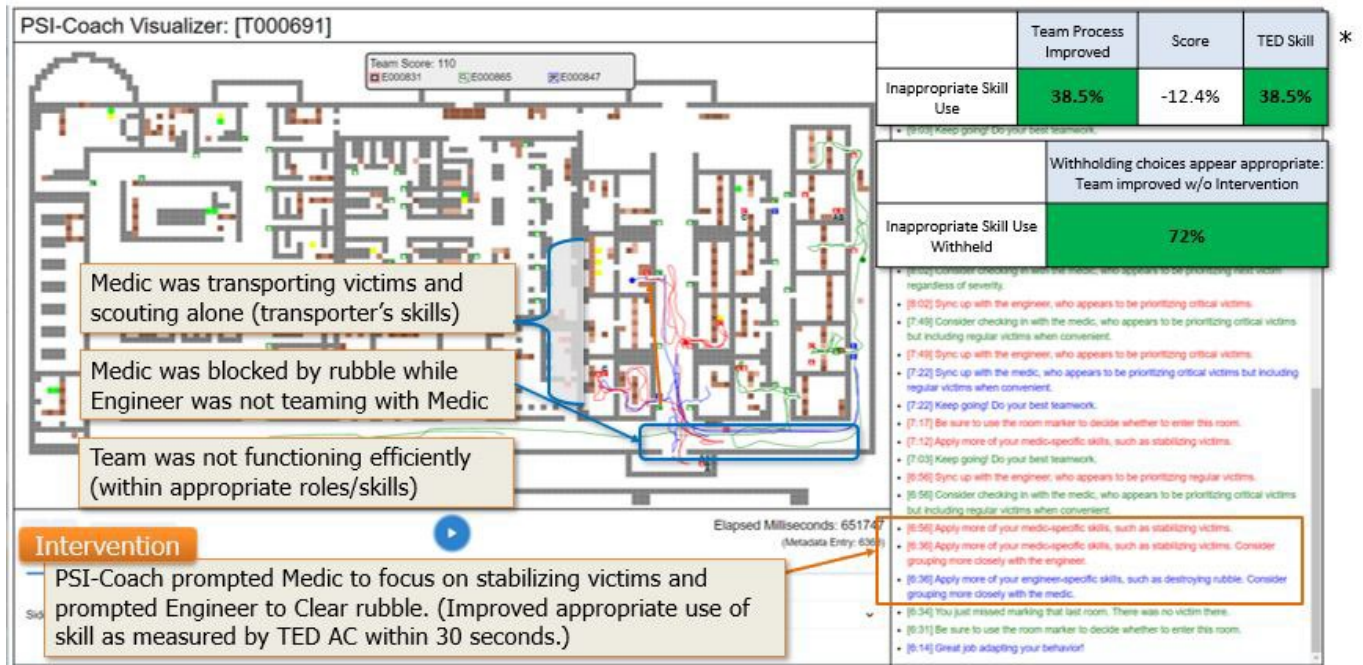 PSI-Coach Visualizer: [T000691]
Team Score: 110
E000831 E000865 E000847
Team Process
Improved
Score
TED Skill
*
Inappropriate Skill
Use
38.5%
-12.4%
38.5%
• [9:03] Keep going! Do your best teamwork.
Withholding choices appear appropriate:
Team improved w/o Intervention
Inappropriate Skill Use
Withheld
72%
Medic was transporting victims and
scouting alone (transporter's skills)
Medic was blocked by rubble while
Engineer was not teaming with Medic
Team was not functioning efficiently
(within appropriate roles/skills)
• [8:02] Consider checking in with the medic, who appears to be prioritizing next victim
regardless of severity.
• [8:02] Sync up with the engineer, who appears to be prioritizing critical victims.
• [7:49] Consider checking in with the medic, who appears to be prioritizing critical victims
but including regular victims when convenient.
• [7:49] Sync up with the engineer, who appears to be prioritizing critical victims.
• [7:22] Sync up with the medic, who appears to be prioritizing critical victims but including
regular victims when convenient.
• [7:22] Keep going! Do your best teamwork.
• [7:17] Be sure to use the room marker to decide whether to enter this room.
• [7:12] Apply more of your medic-specific skills, such as stabilizing victims.
• [7:03] Keep going! Do your best teamwork.
• [6:56] Sync up with the engineer, who appears to be prioritizing regular victims.
• [6:56] Consider checking in with the medic, who appears to be prioritizing critical victims
but including regular victims when convenient.
• [6:56] Apply more of your medic-specific skills, such as stabilizing victims.
• [6:36] Apply more of your medic-specific skills, such as stabilizing victims. Consider
grouping more closely with the engineer.
• [6:36] Apply more of your engineer-specific skills, such as destroying rubble. Consider
grouping more closely with the medic.
• [6:34] You just missed marking that last room. There was no victim there.
• [6:31] Be sure to use the room marker to decide whether to enter this room.
• [6:14] Great job adapting your behavior!
Elapsed Milliseconds: 651747
(Metadata Entry:
Intervention
PSI-Coach prompted Medic to focus on stabilizing victims and
prompted Engineer to Clear rubble. (Improved appropriate use of
skill as measured by TED AC within 30 seconds.)